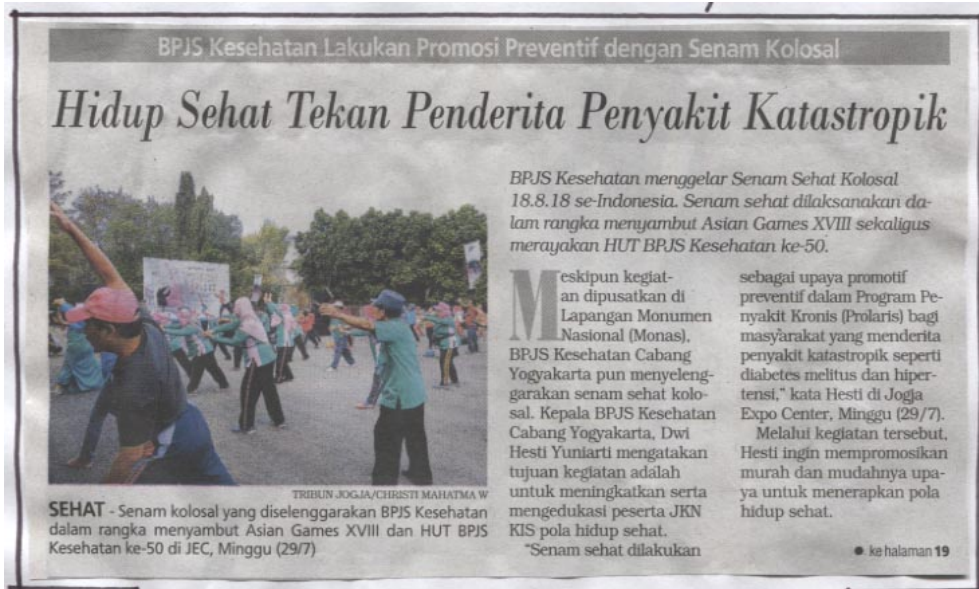 BPJS Kesehatan Lakukan Promosi Preventif dengan Senam Kolosal
Hidup Sehat Tekan Penderita Penyakit Katastropik
TRIBUN JOGJA/CHRISTI MAHATMA W
SEHAT - Senam kolosal yang diselenggarakan BPJS Kesehatan
dalam rangka menyambut Asian Games XVIII dan HUT BPJS
Kesehatan ke-50 di JEC, Minggu (29/7)
BPJS Kesehatan menggelar Senam Sehat Kolosal
18.8.18 se-Indonesia. Senam sehat dilaksanakan da-
lam rangka menyambut Asian Games XVIII sekaligus
merayakan HUT BPJS Kesehatan ke-50.
Meskipun kegiat-
an dipusatkan di
Lapangan Monumen
Nasional (Monas),
BPJS Kesehatan Cabang
Yogyakarta pun menyeleng-
garakan senam sehat kolo-
sal. Kepala BPJS Kesehatan
Cabang Yogyakarta, Dwi
Hesti Yuniarti mengatakan
tujuan kegiatan adalah
untuk meningkatkan serta
mengedukasi peserta JKN
KIS pola hidup sehat.
"Senam sehat dilakukan
sebagai upaya promotif
preventif dalam Program Pe-
nyakit Kronis (Prolaris) bagi
masyarakat yang menderita
penyakit katastropik seperti
diabetes melitus dan hiper-
tensi," kata Hesti di Jogja
Expo Center, Minggu (29/7).
Melalui kegiatan tersebut,
Hesti ingin mempromosikan
murah dan mudahnya upa-
ya untuk menerapkan pola
hidup sehat.
● ke halaman 19